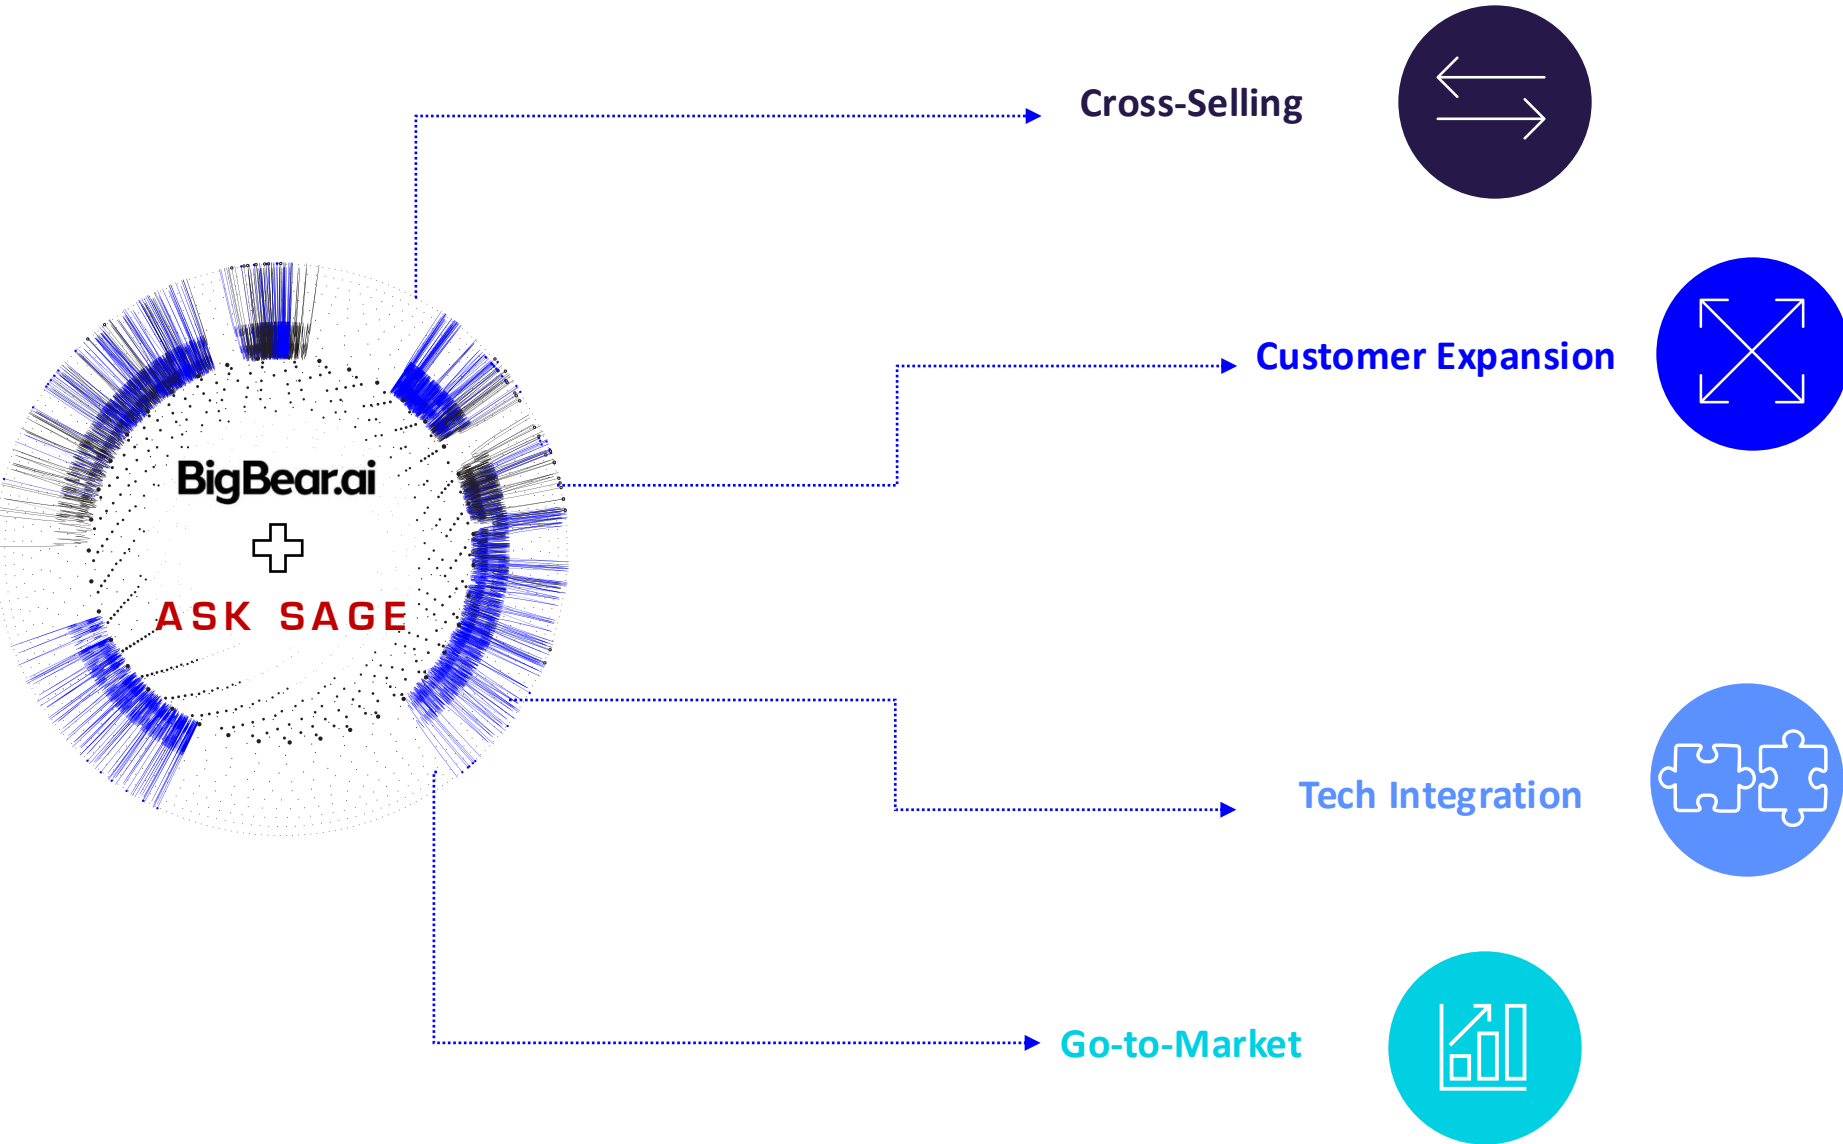 Cross-Selling
Customer Expansion
BigBear.ai
ASK SAGE
Tech Integration
Go-to-Market